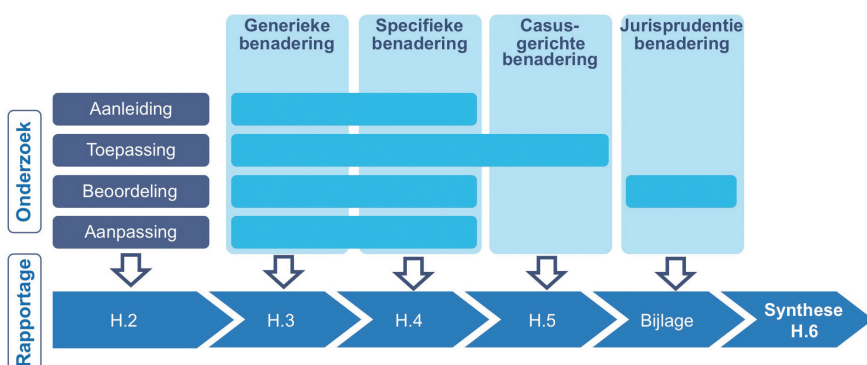 Generieke
benadering
Specifieke
benadering
Casus-
gerichte
benadering
Jurisprudentie
benadering
Onderzoek
Aanleiding
Toepassing
Beoordeling
Aanpassing
Rapportage
H.2
H.3
H.4
H.5
Bijlage
Synthese
H.6